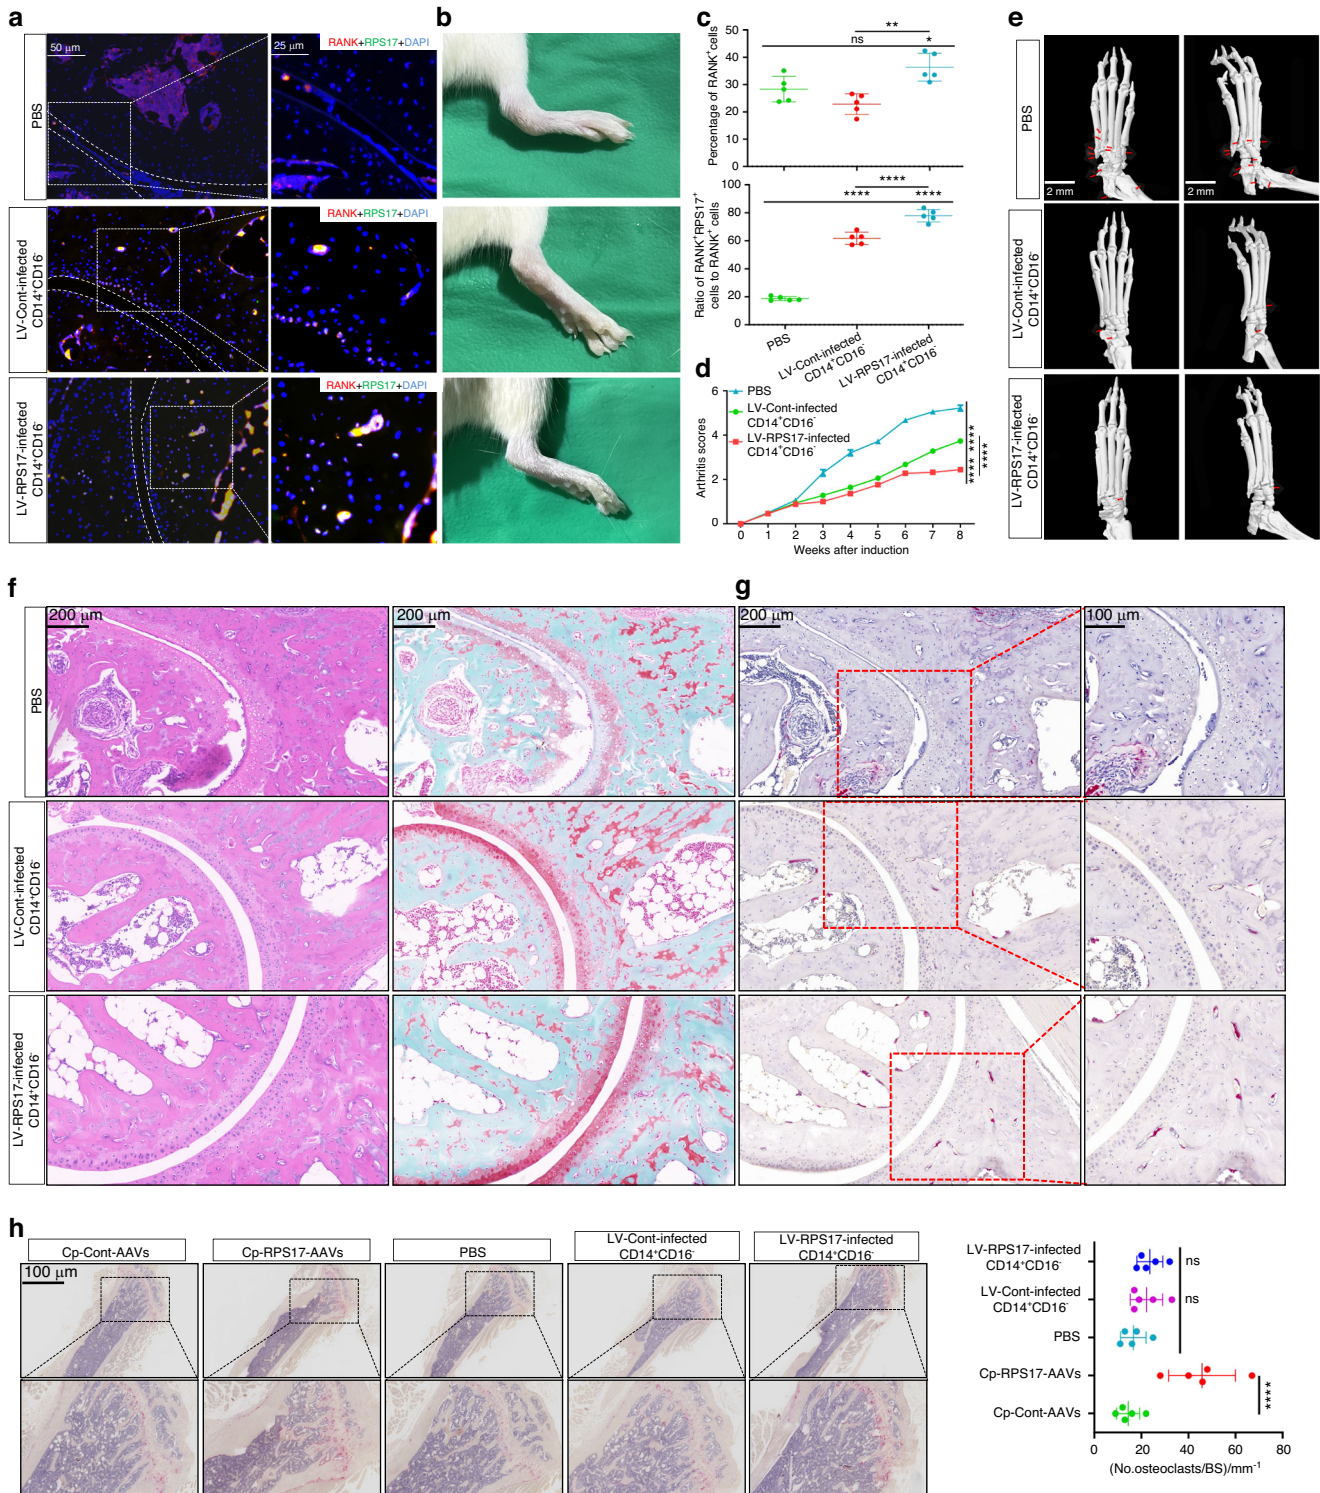 a
50 μm
25 μm
RANK+RPS17+DAPI
PBS
RANK+RPS17+DAPI
LV-Cont-infected
CD14⁺CD16⁻
RANK+RPS17+DAPI
LV-RPS17-infected
CD14⁺CD16⁻
b
c
Percentage of RANK⁺cells
50
40
30
20
10
0
**
ns
*
Ratio of RANK⁺RPS17⁺
cells to RANK⁺ cells
100
80
60
40
20
0
****
****
****
PBS
LV-Cont-infected
CD14⁺CD16⁻
LV-RPS17-infected
CD14⁺CD16⁻
d
Arthritis scores
6
4
2
0
PBS
LV-Cont-infected
CD14⁺CD16⁻
LV-RPS17-infected
CD14⁺CD16⁻
****
****
****
0 1 2 3 4 5 6 7 8
Weeks after induction
e
PBS
2 mm
2 mm
LV-Cont-infected
CD14⁺CD16⁻
LV-RPS17-infected
CD14⁺CD16⁻
f
200 μm
200 μm
PBS
LV-Cont-infected
CD14⁺CD16⁻
LV-RPS17-infected
CD14⁺CD16⁻
g
200 μm
100 μm
h
Cp-Cont-AAVs
Cp-RPS17-AAVs
PBS
LV-Cont-infected
CD14⁺CD16⁻
LV-RPS17-infected
CD14⁺CD16⁻
100 μm
LV-RPS17-infected
CD14⁺CD16⁻
ns
LV-Cont-infected
CD14⁺CD16⁻
ns
PBS
Cp-RPS17-AAVs
****
Cp-Cont-AAVs
0 20 40 60 80
(No.osteoclasts/BS)/mm⁻¹